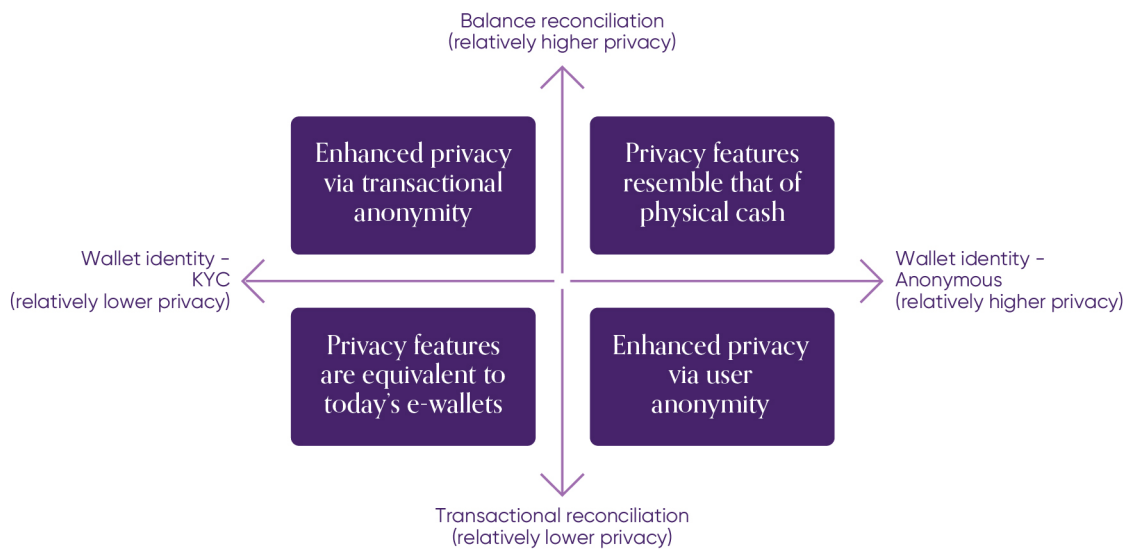 Balance reconciliation
(relatively higher privacy)
Enhanced privacy
via transactional
anonymity
Privacy features
resemble that of
physical cash
Wallet identity -
KYC
(relatively lower privacy)
Wallet identity -
Anonymous
(relatively higher privacy)
Privacy features
are equivalent to
today's e-wallets
Enhanced privacy
via user
anonymity
Transactional reconciliation
(relatively lower privacy)